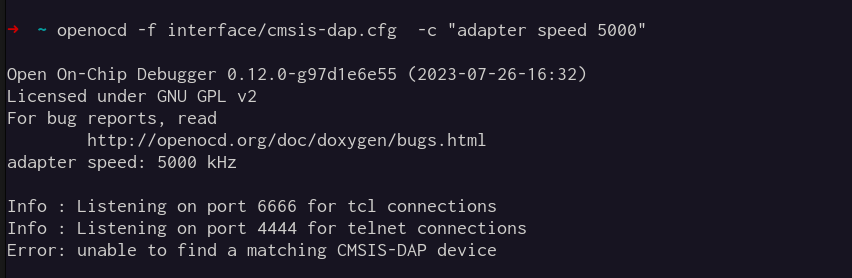 ➜ ~ openocd -f interface/cmsis-dap.cfg -c "adapter speed 5000"
Open On-Chip Debugger 0.12.0-g97d1e6e55 (2023-07-26-16:32)
Licensed under GNU GPL v2
For bug reports, read
http://openocd.org/doc/doxygen/bugs.html
adapter speed: 5000 kHz
Info : Listening on port 6666 for tcl connections
Info : Listening on port 4444 for telnet connections
Error: unable to find a matching CMSIS-DAP device